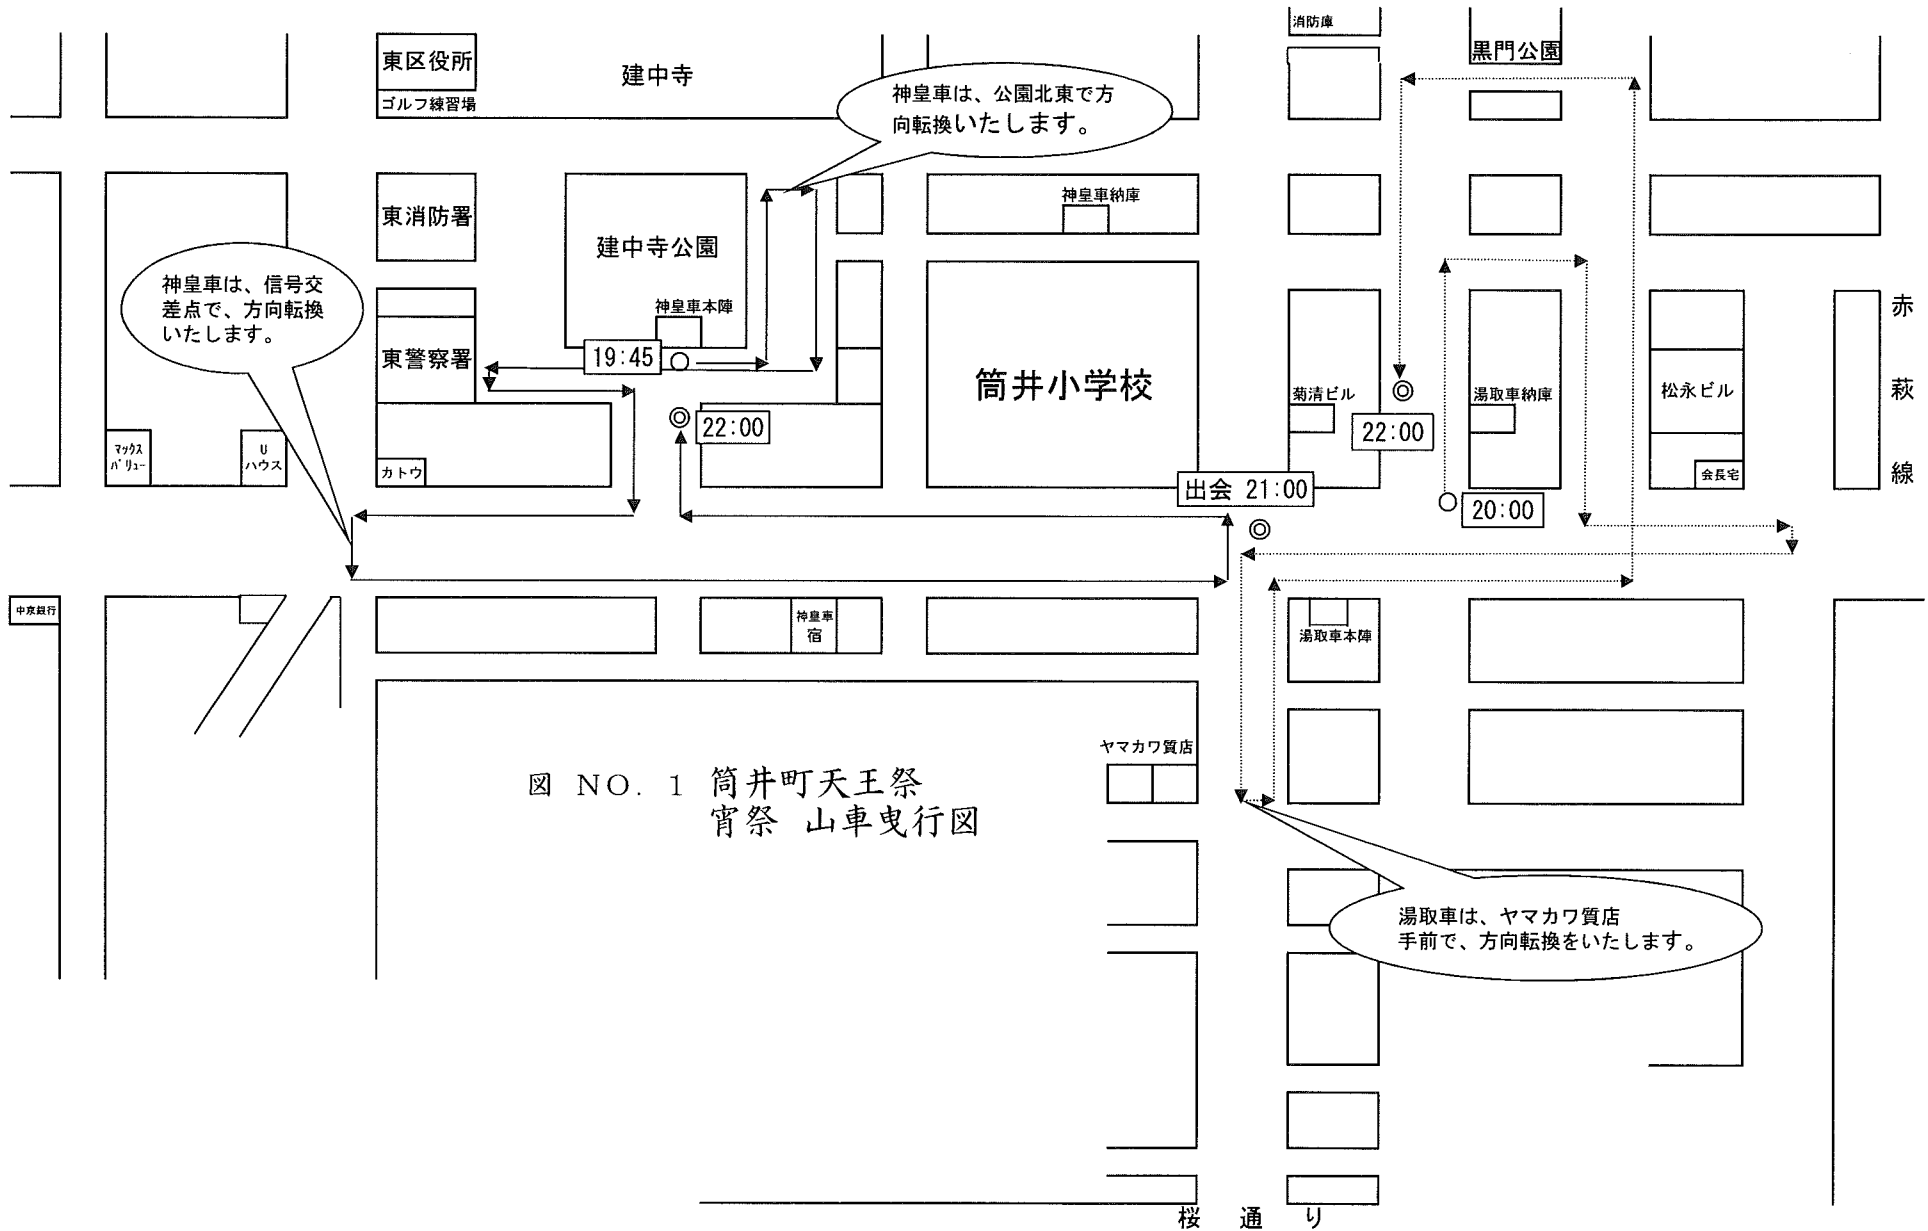 消防庫
黒門公園
東区役所
ゴルフ練習場
建中寺
神皇車は、公園北東で方
向転換いたします。
東消防署
建中寺公園
神皇車納庫
神皇車は、信号交
差点で、方向転換
いたします。
神皇車本陣
東警察署
19:45
筒井小学校
菊清ビル
湯取車納庫
松永ビル
赤
萩
線
22:00
22:00
マックス
バリュー
U
ハウス
カトウ
会長宅
出会 21:00
20:00
中京銀行
神皇車
宿
湯取車本陣
ヤマカワ質店
図 NO. 1 筒井町天王祭
宵祭 山車曳行図
湯取車は、ヤマカワ質店
手前で、方向転換をいたします。
桜 通 り